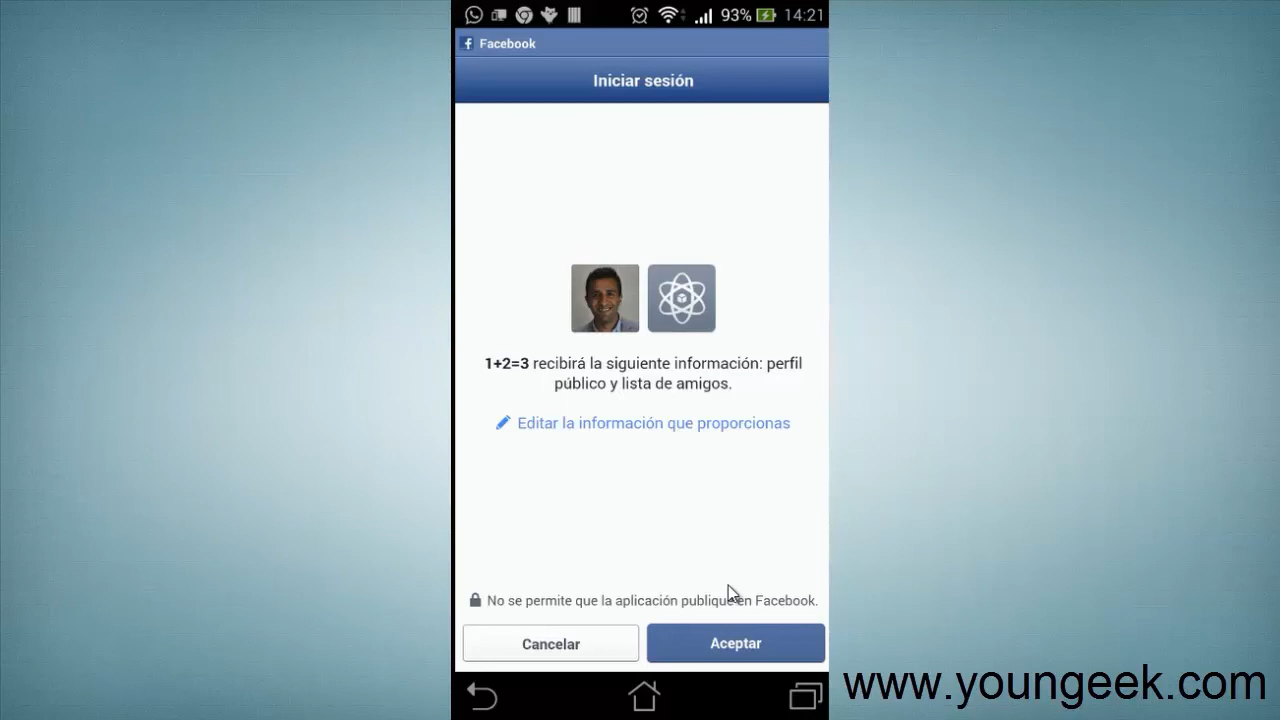 93% 14:21
Facebook
Iniciar sesión
1+2=3 recibirá la siguiente información: perfil
público y lista de amigos.
Editar la información que proporcionas
No se permite que la aplicación publique en Facebook.
Cancelar Aceptar
www.youngeek.com